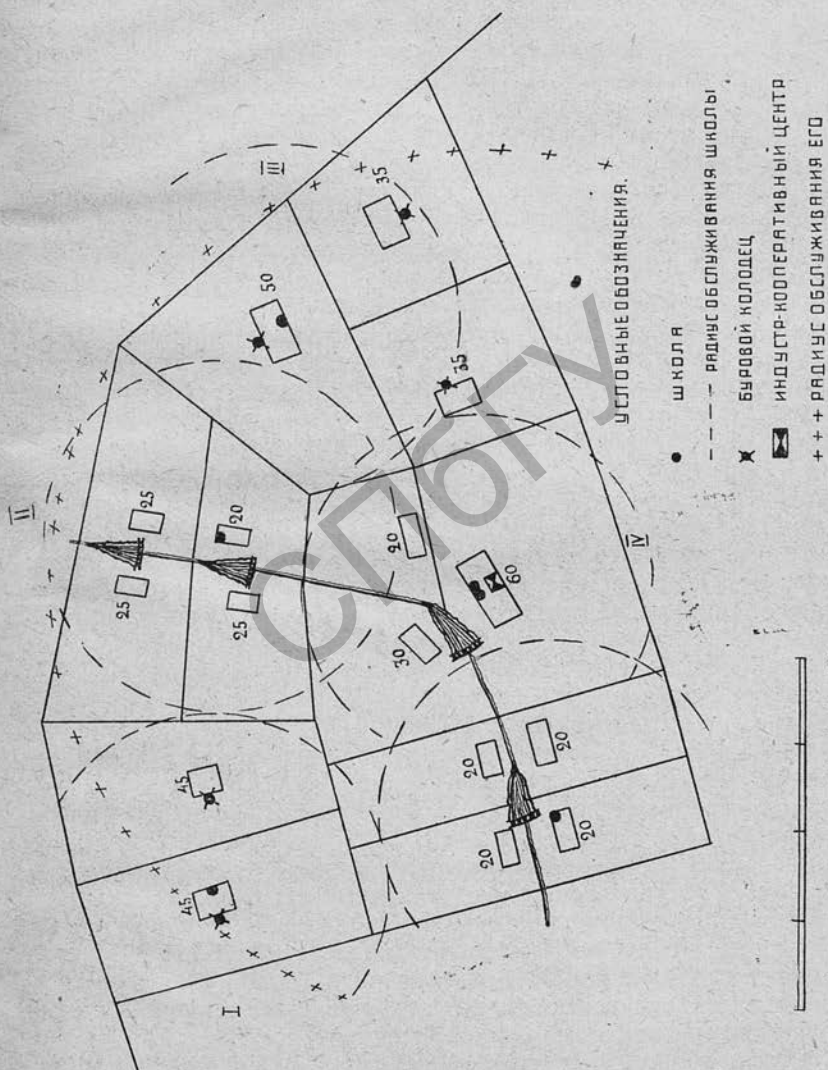 I
II
III
IV
45
45
25
25
20
25
50
35
35
20
30
60
20
20
20
20
СПбГУ
УСЛОВНЫЕ ОБОЗНАЧЕНИЯ.
ШКОЛА
РАДИУС ОБСЛУЖИВАНИЯ ШКОЛЫ
БУРОВОЙ КОЛОДЕЦ
ИНДУСТР-КООПЕРАТИВНЫЙ ЦЕНТР
+ + + РАДИУС ОБСЛУЖИВАНИЯ ЕГО